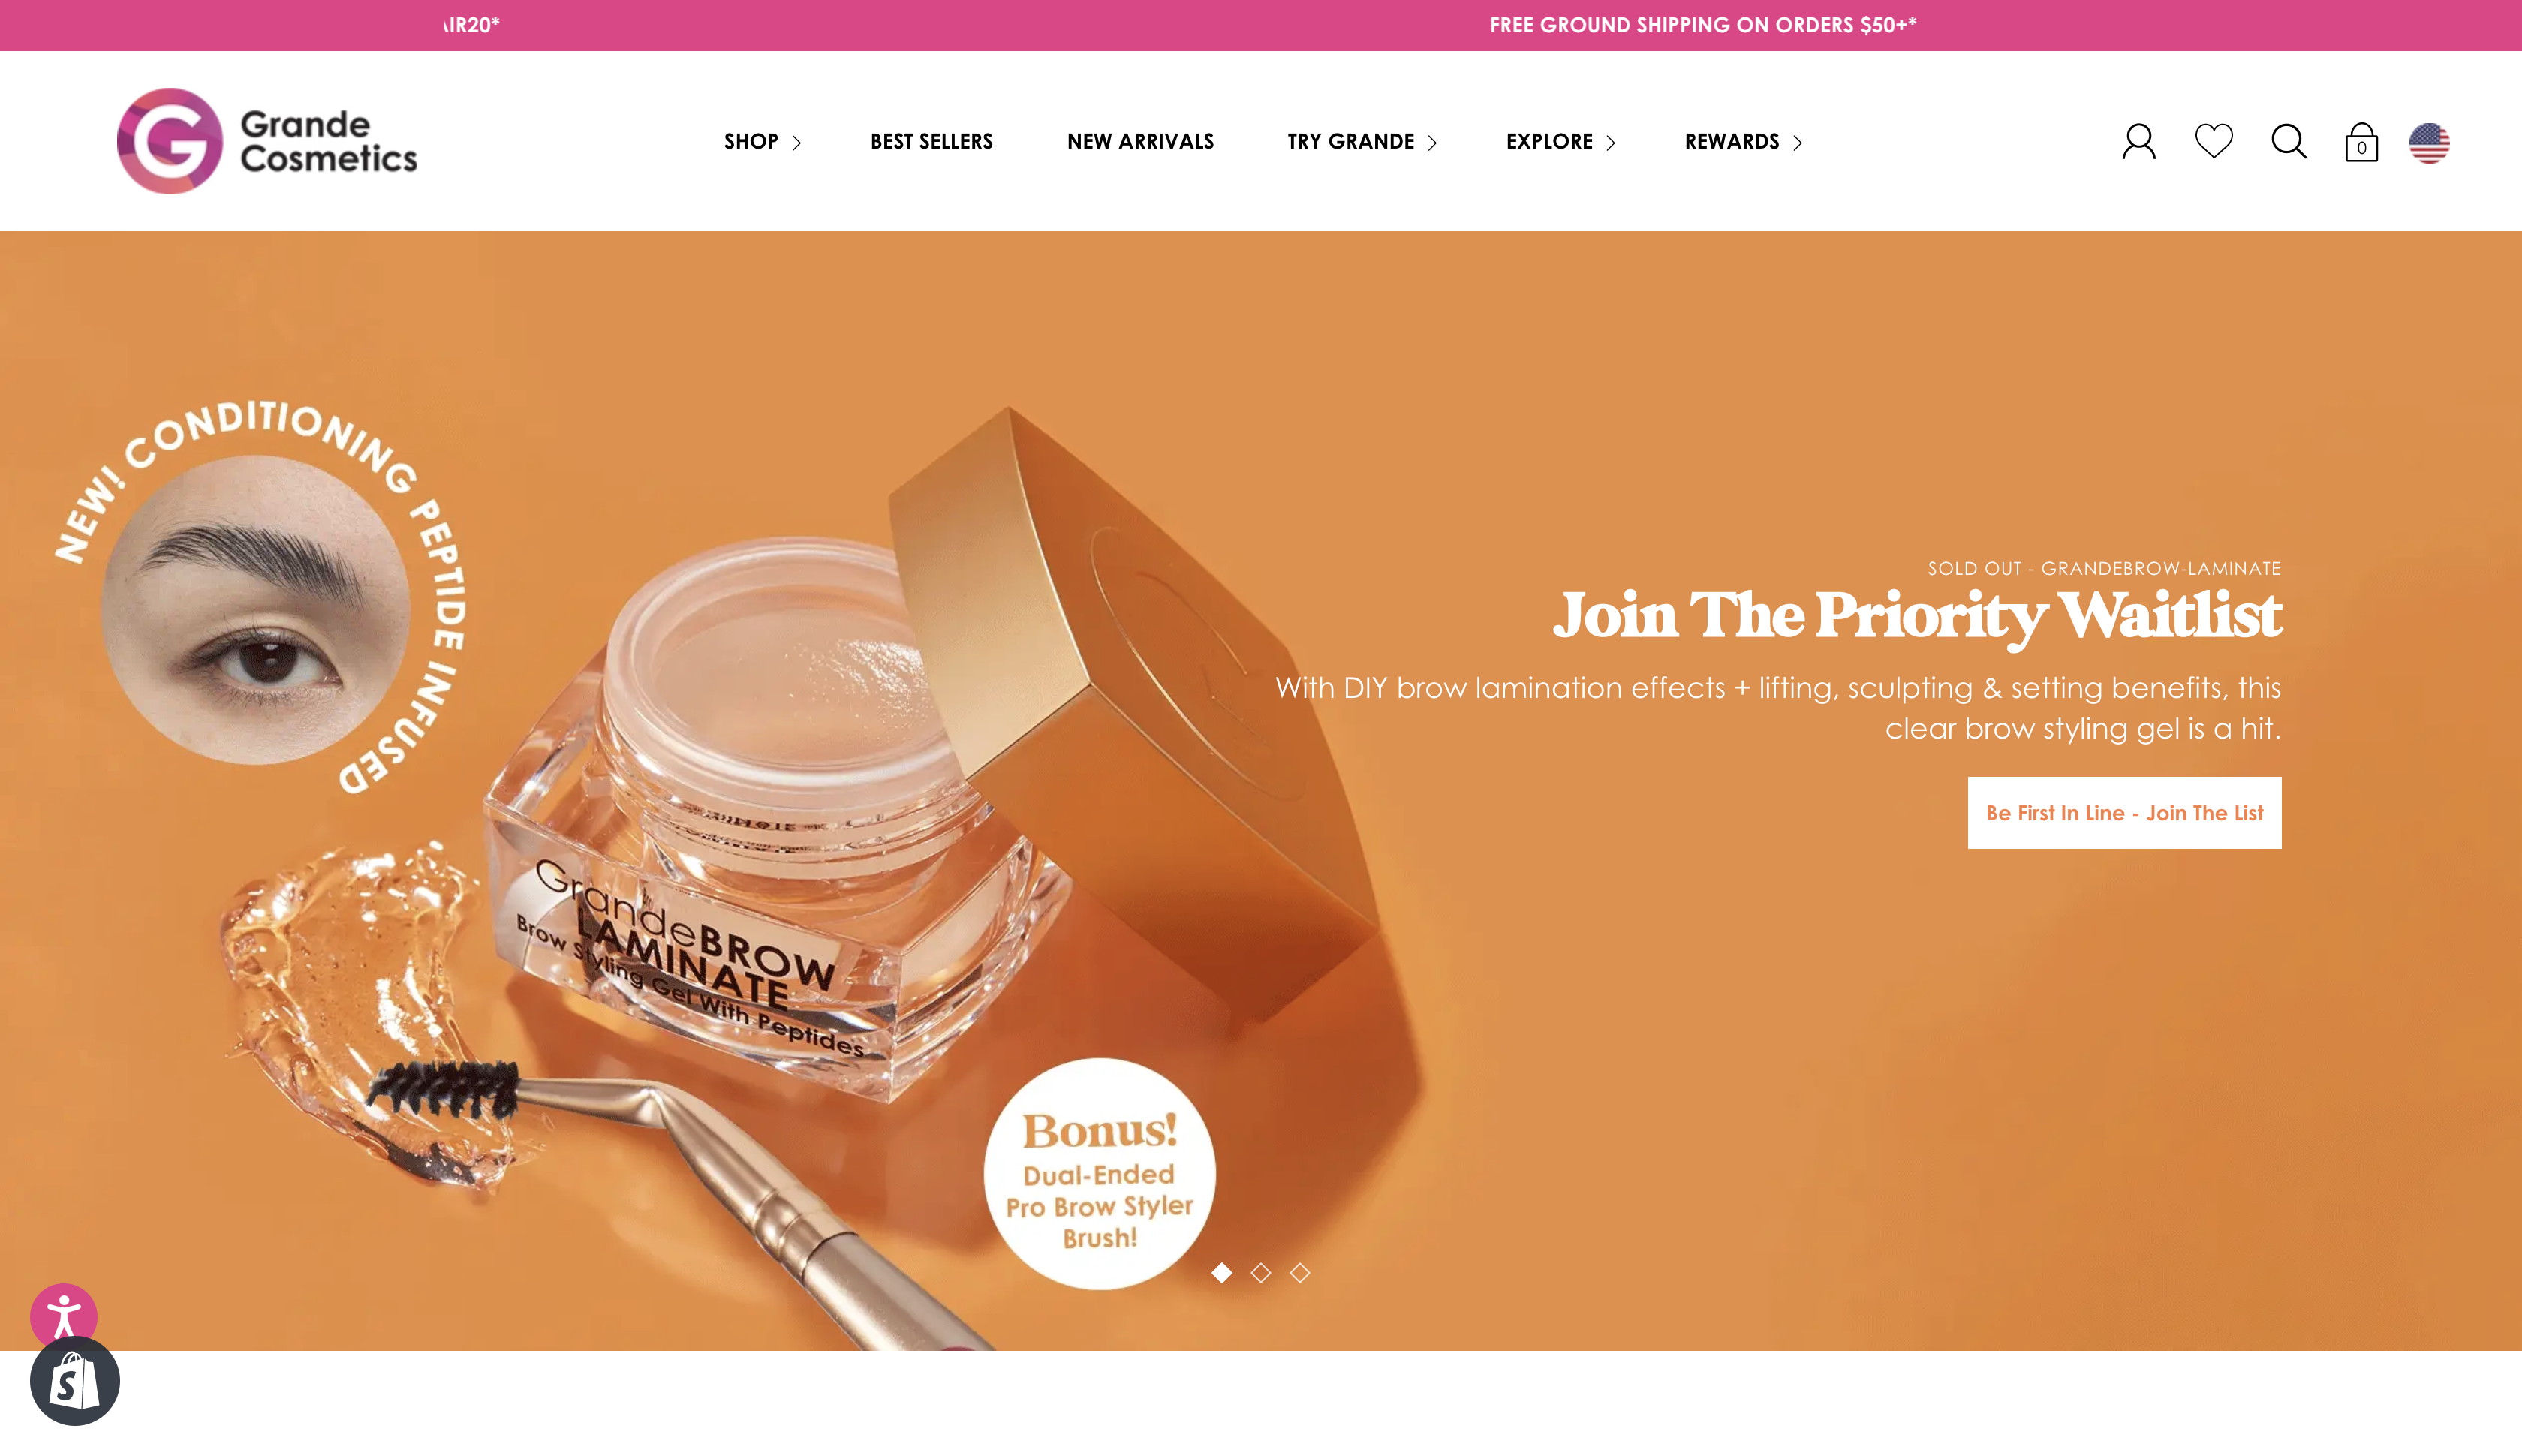 FREE GROUND SHIPPING ON ORDERS $50+*
Grande
Cosmetics
SHOP
BEST SELLERS
NEW ARRIVALS
TRY GRANDE
EXPLORE
REWARDS
0
NEW! CONDITIONING PEPTIDE INFUSED
SOLD OUT - GRANDEBROW-LAMINATE
Join The Priority Waitlist
With DIY brow lamination effects + lifting, sculpting & setting benefits, this
clear brow styling gel is a hit.
Be First In Line - Join The List
GrandeBROW
LAMINATE
Brow Styling Gel With Peptides
Bonus!
Dual-Ended
Pro Brow Styler
Brush!